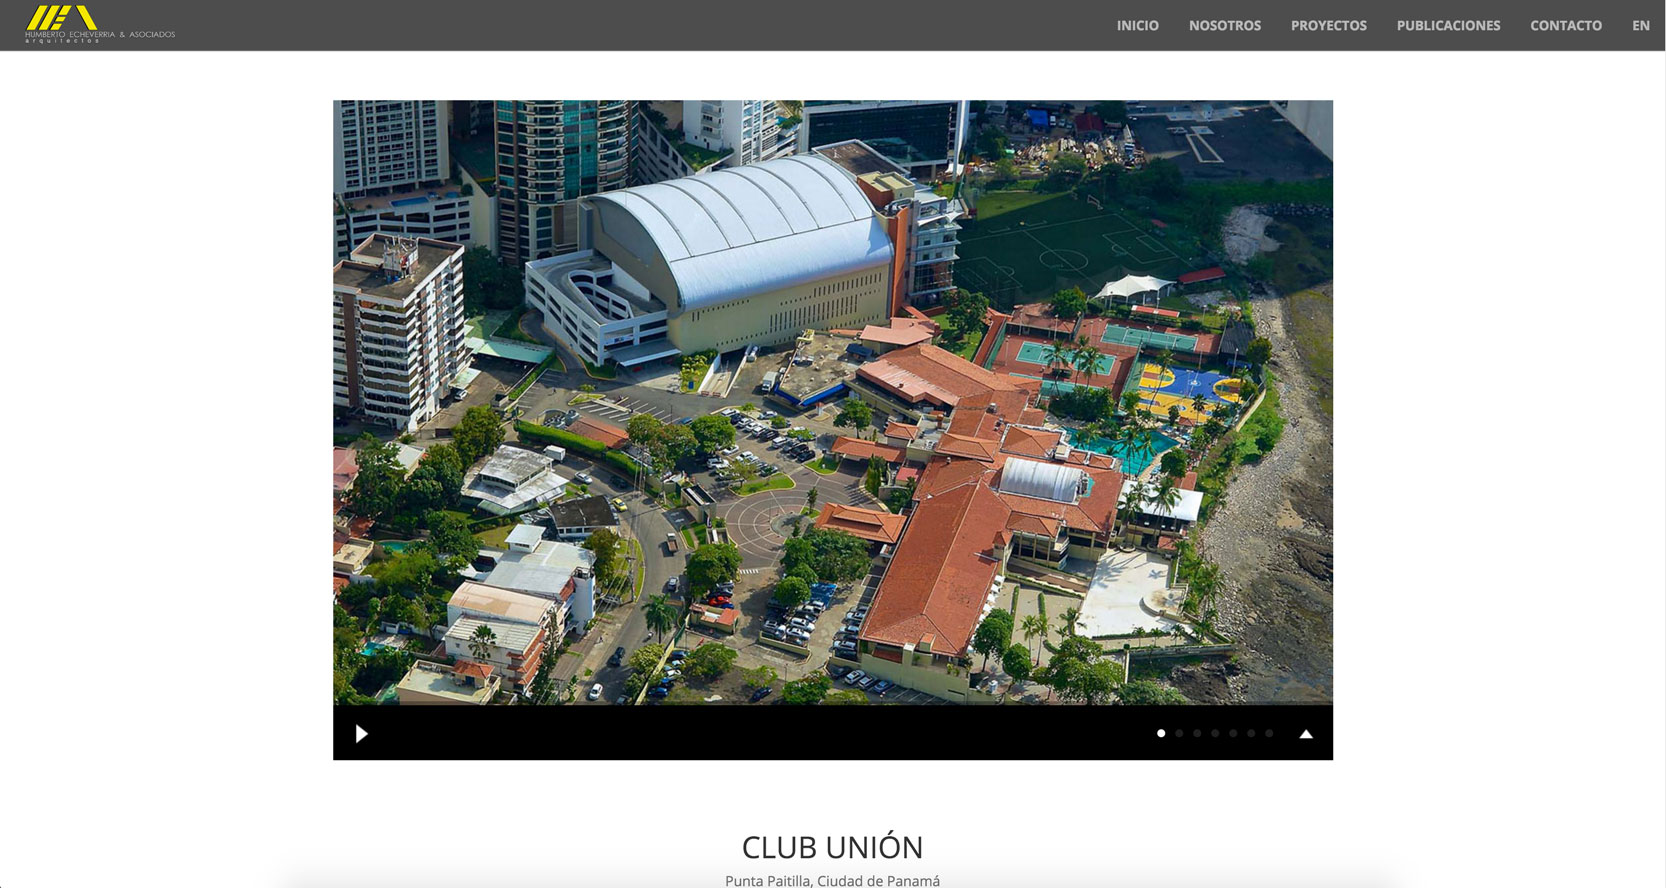 HUMBERTO ECHEVERRIA & ASOCIADOS
arquitectos
INICIO NOSOTROS PROYECTOS PUBLICACIONES CONTACTO EN
CLUB UNIÓN
Punta Paitilla, Ciudad de Panamá